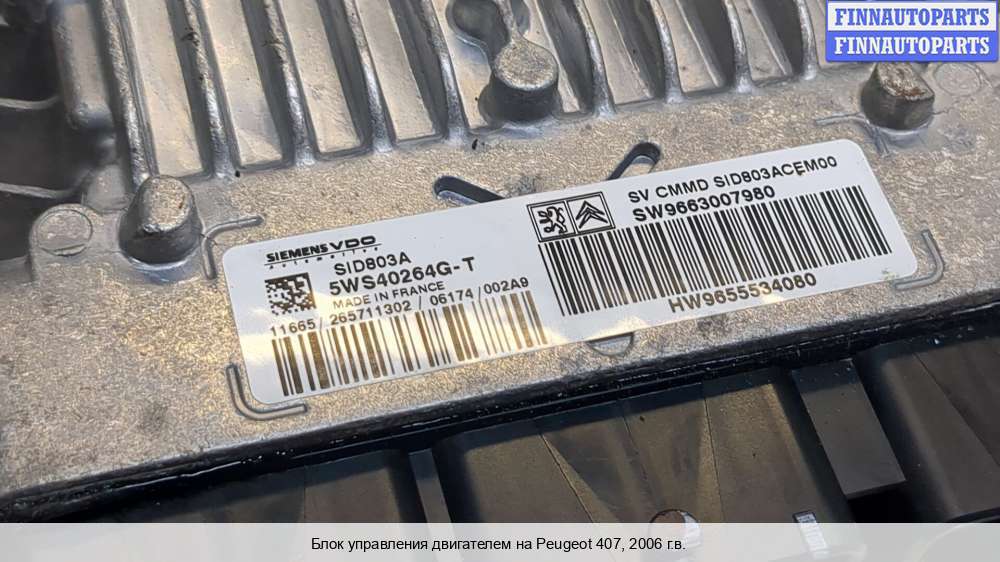 FINNAUTOPARTS
FINNAUTOPARTS
SIEMENS VDO
Automotive
SID803A
5WS40264G-T
MADE IN FRANCE
11665/265711302/06174/002A9
SV CMMD SID803ACEM00
SW9663007980
HW9655534080
Блок управления двигателем на Peugeot 407, 2006 г.в.